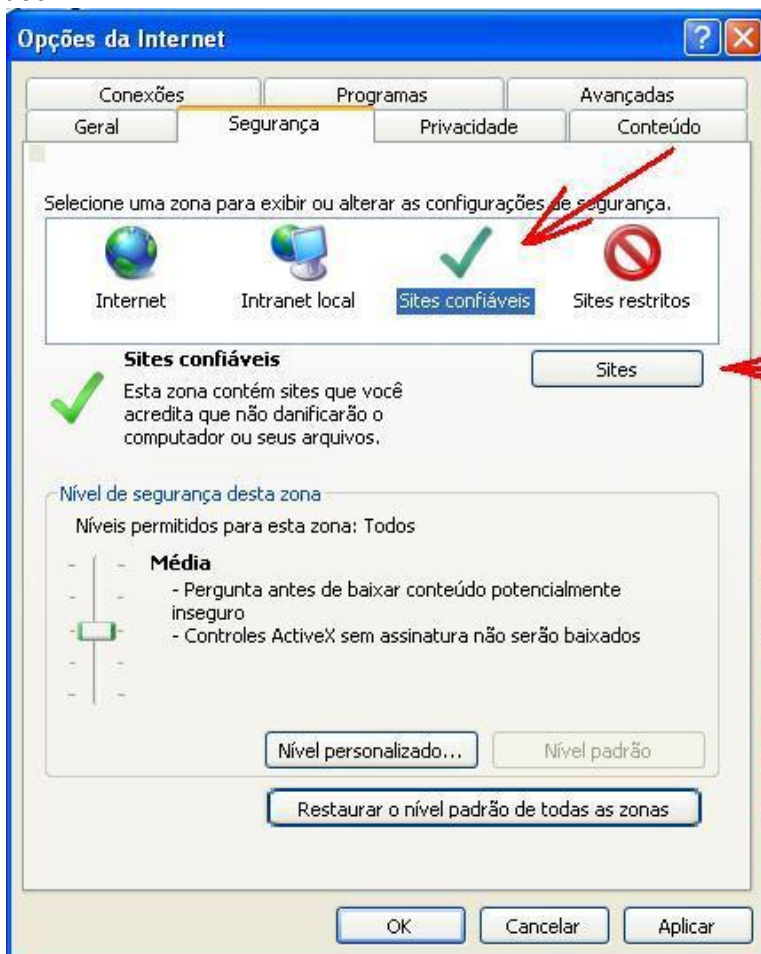 Opções da Internet
Conexões Programas Avançadas
Geral Segurança Privacidade Conteúdo
Selecione uma zona para exibir ou alterar as configurações de segurança.
Internet Intranet local Sites confiáveis Sites restritos
Sites confiáveis
Sites
Esta zona contém sites que você
acredita que não danificarão o
computador ou seus arquivos.
Nível de segurança desta zona
Níveis permitidos para esta zona: Todos
Média
- Pergunta antes de baixar conteúdo potencialmente
inseguro
- Controles ActiveX sem assinatura não serão baixados
Nível personalizado... Nível padrão
Restaurar o nível padrão de todas as zonas
OK Cancelar Aplicar